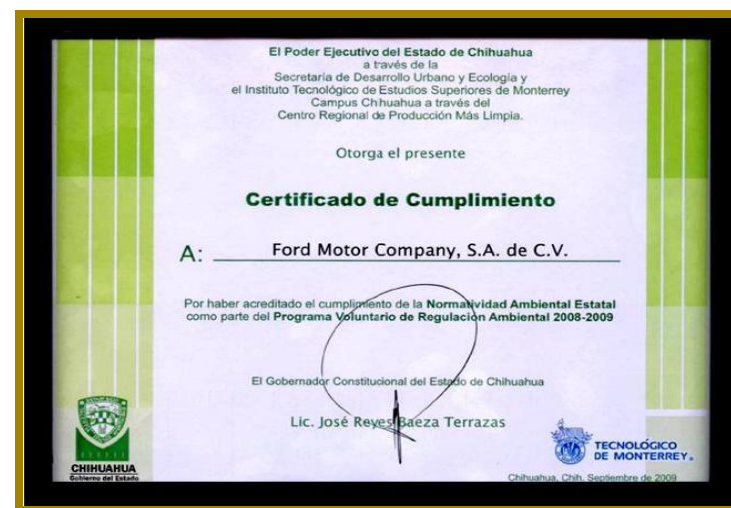 El Poder Ejecutivo del Estado de Chihuahua
a través de la
Secretaría de Desarrollo Urbano y Ecología y
el Instituto Tecnológico de Estudios Superiores de Monterrey
Campus Chihuahua a través del
Centro Regional de Producción Más Limpia.
Otorga el presente
Certificado de Cumplimiento
A: Ford Motor Company, S.A. de C.V.
Por haber acreditado el cumplimiento de la Normatividad Ambiental Estatal
como parte del Programa Voluntario de Regulación Ambiental 2008-2009
El Gobernador Constitucional del Estado de Chihuahua
Lic. José Reyes Baeza Terrazas
CHIHUAHUA
Gobierno del Estado
TECNOLÓGICO
DE MONTERREY.
Chihuahua, Chih. Septiembre de 2009